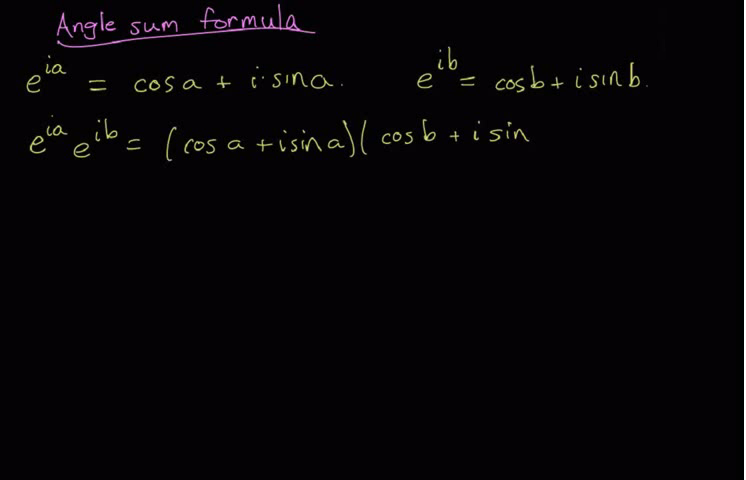 Angle sum formula
e^{ia} = cos a + i·sin a.    e^{ib} = cos b + i sin b.
e^{ia} e^{ib} = (cos a + i sin a)(cos b + i sin